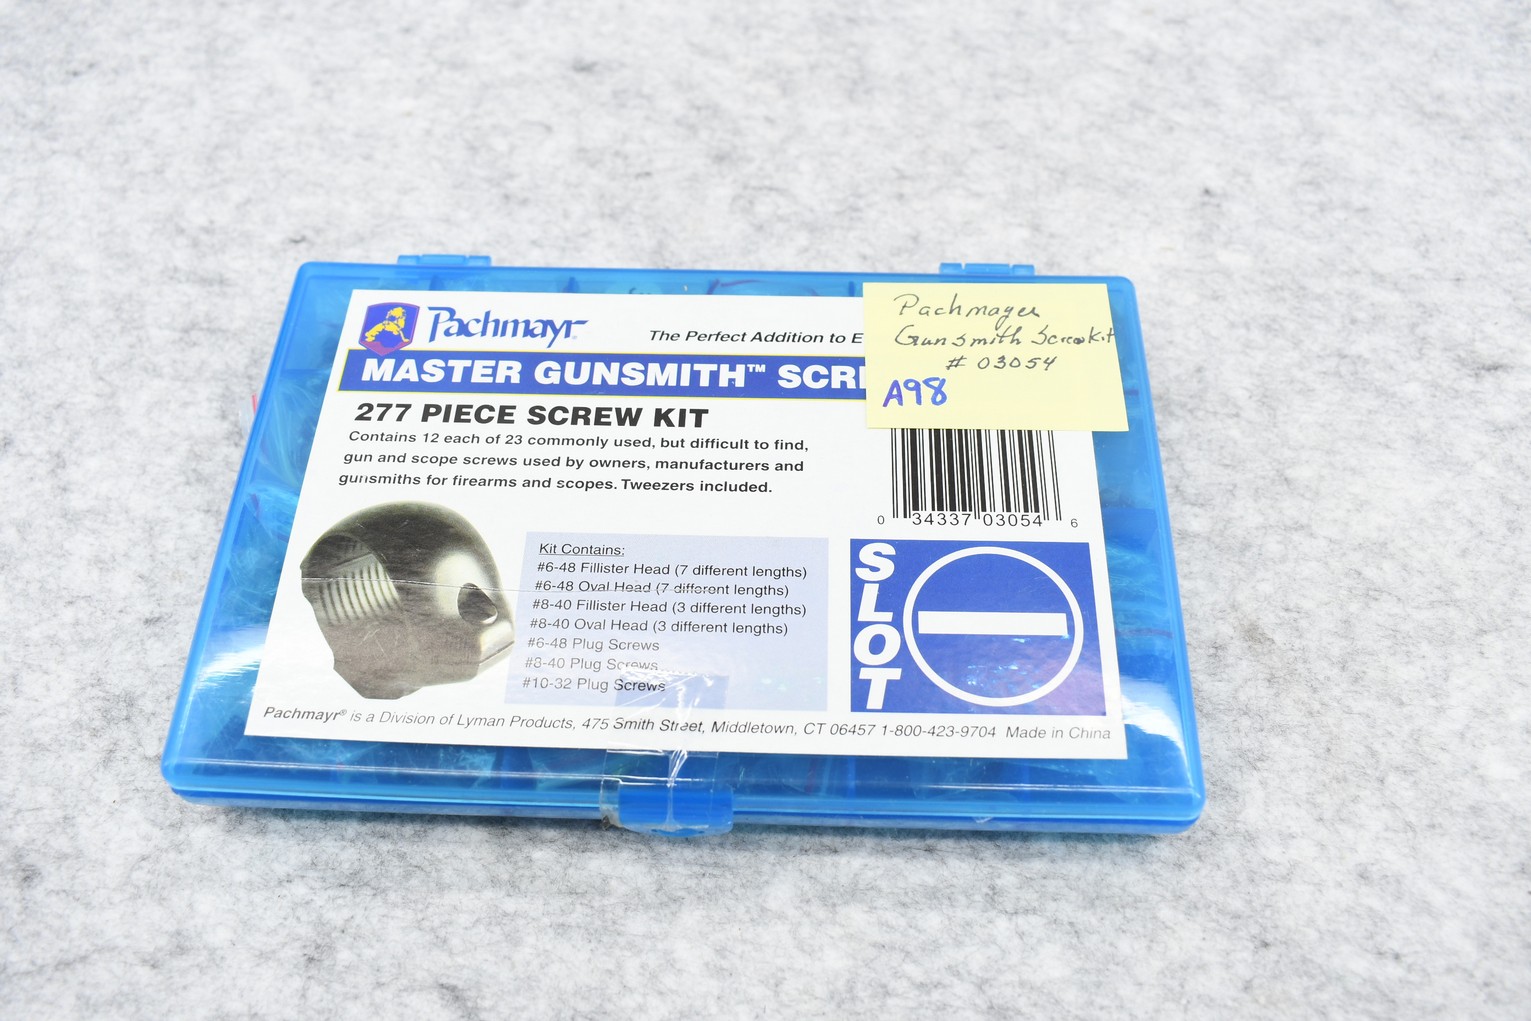 Pachmayr
The Perfect Addition to E
MASTER GUNSMITH™ SCR
277 PIECE SCREW KIT
Contains 12 each of 23 commonly used, but difficult to find,
gun and scope screws used by owners, manufacturers and
gunsmiths for firearms and scopes. Tweezers included.
Pachmayer
Gunsmith Screw Kit
# 03054
A98
0 34337 03054 6
Kit Contains:
#6-48 Fillister Head (7 different lengths)
#6-48 Oval Head (7 different lengths)
#8-40 Fillister Head (3 different lengths)
#8-40 Oval Head (3 different lengths)
#6-48 Plug Screws
#8-40 Plug Screws
#10-32 Plug Screws
SLOT
Pachmayr® is a Division of Lyman Products, 475 Smith Street, Middletown, CT 06457 1-800-423-9704 Made in China